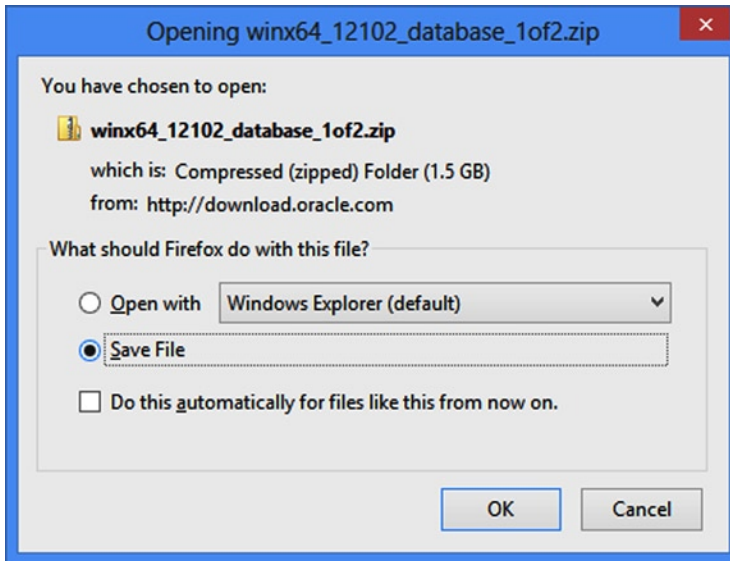 Opening winx64_12102_database_1of2.zip
You have chosen to open:
winx64_12102_database_1of2.zip
which is: Compressed (zipped) Folder (1.5 GB)
from: http://download.oracle.com
What should Firefox do with this file?
Open with Windows Explorer (default)
Save File
Do this automatically for files like this from now on.
OK Cancel